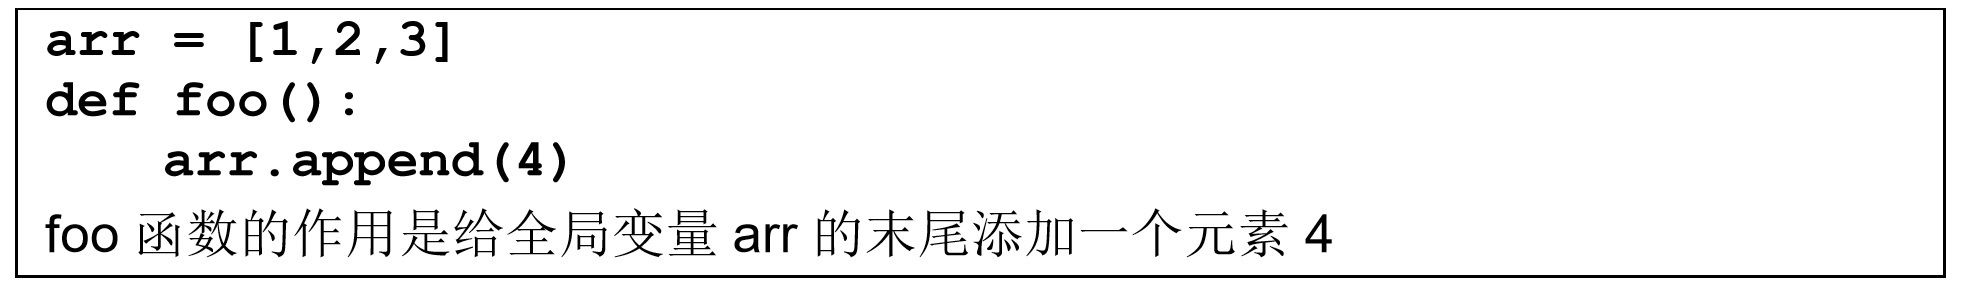 arr = [1,2,3]
def foo():
    arr.append(4)
foo 函数的作用是给全局变量 arr 的末尾添加一个元素 4